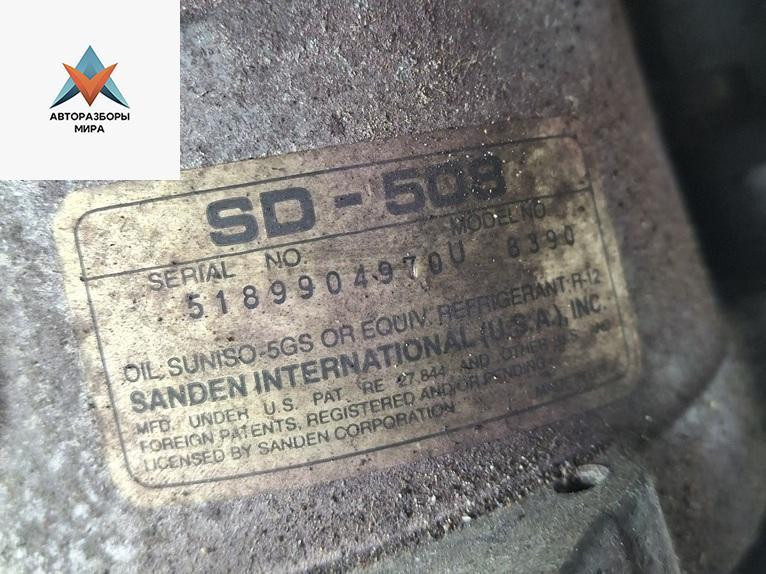 АВТОРАЗБОРЫ
МИРА
SD - 508
SERIAL NO. MODEL NO.
5189904970U 8390
OIL. SUNISO-5GS OR EQUIV. REFRIGERANT: R-12
SANDEN INTERNATIONAL (U.S.A.), INC.
MFD. UNDER U.S. PAT. RE 27,844 AND OTHER U.S. AND
FOREIGN PATENTS, REGISTERED AND/OR PENDING.
LICENSED BY SANDEN CORPORATION